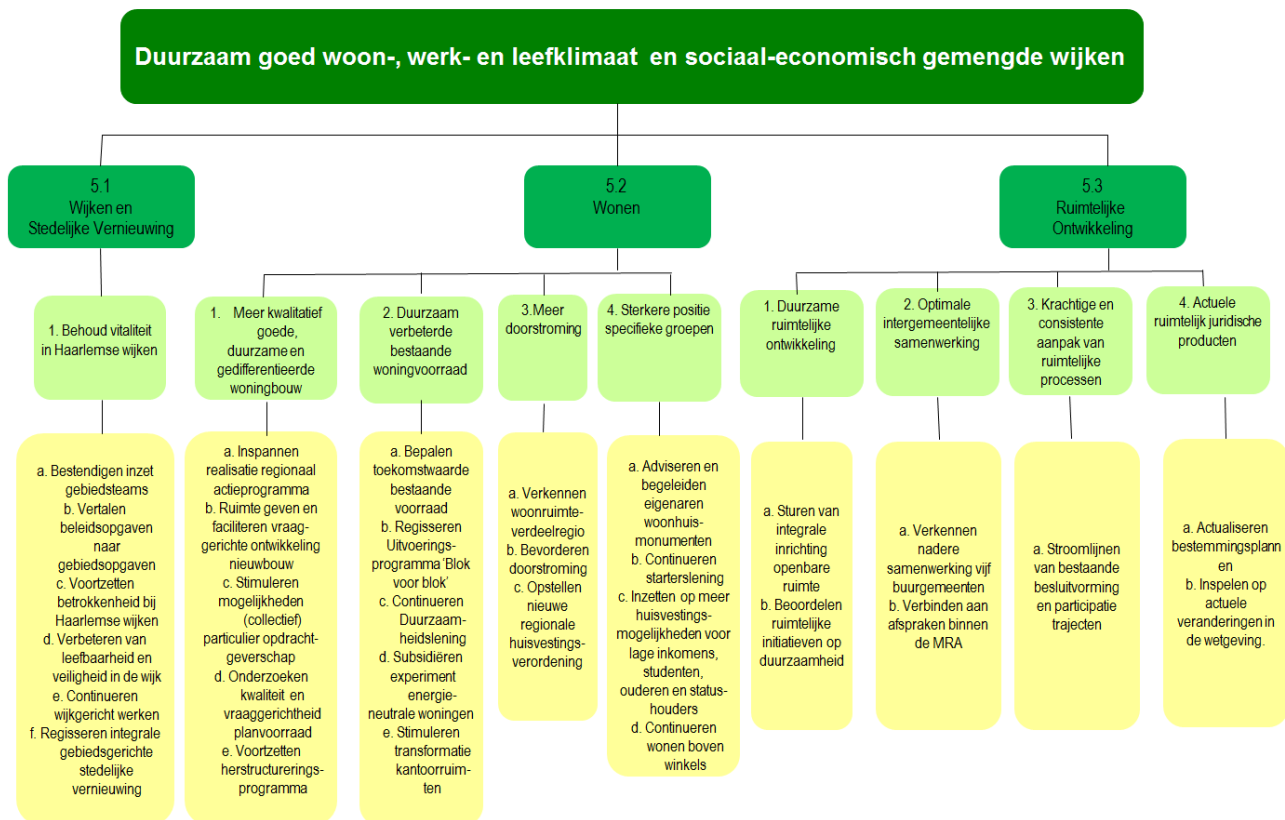 Duurzaam goed woon-, werk- en leefklimaat en sociaal-economisch gemengde wijken
5.1
Wijken en
Stedelijke Vernieuwing
5.2
Wonen
5.3
Ruimtelijke
Ontwikkeling
1. Behoud vitaliteit
in Haarlemse wijken
1. Meer kwalitatief
goede,
duurzame en
gedifferentieerde
woningbouw
2. Duurzaam
verbeterde
bestaande
woningvoorraad
3.Meer
doorstroming
4. Sterkere positie
specifieke groepen
1. Duurzame
ruimtelijke
ontwikkeling
2. Optimale
intergemeentelijke
samenwerking
3. Krachtige en
consistente
aanpak van
ruimtelijke
processen
4. Actuele
ruimtelijk juridische
producten
a. Bestendigen inzet
gebiedsteams
b. Vertalen
beleidsopgaven
naar
gebiedsopgaven
c. Voortzetten
betrokkenheid bij
Haarlemse wijken
d. Verbeteren van
leefbaarheid en
veiligheid in de wijk
e. Continueren
wijkgericht werken
f. Regisseren integrale
gebiedsgerichte
stedelijke
vernieuwing
a. Inspannen
realisatie regionaal
actieprogramma
b. Ruimte geven en
faciliteren vraag-
gerichte ontwikkeling
nieuwbouw
c. Stimuleren
mogelijkheden
(collectief)
particulier opdracht-
geverschap
d. Onderzoeken
kwaliteit en
vraaggerichtheid
planvoorraad
e. Voortzetten
herstructurerings-
programma
a. Bepalen
toekomstwaarde
bestaande
voorraad
b. Regisseren
Uitvoerings-
programma 'Blok
voor blok'
c. Continueren
Duurzaam-
heidslening
d. Subsidiëren
experiment
energie-
neutrale woningen
e. Stimuleren
transformatie
kantoorruim-
ten
a. Verkennen
woonruimte-
verdeelregio
b. Bevorderen
doorstroming
c. Opstellen
nieuwe
regionale
huisvestings-
verordening
a. Adviseren en
begeleiden
eigenaren
woonhuis-
monumenten
b. Continueren
starterslening
c. Inzetten op meer
huisvestings-
mogelijkheden voor
lage inkomens,
studenten,
ouderen en status-
houders
d. Continueren
wonen boven
winkels
a. Sturen van
integrale
inrichting
openbare
ruimte
b. Beoordelen
ruimtelijke
initiatieven op
duurzaamheid
a. Verkennen
nadere
samenwerking vijf
buurgemeenten
b. Verbinden aan
afspraken binnen
de MRA
a. Stroomlijnen
van bestaande
besluitvorming
en participatie
trajecten
a. Actualiseren
bestemmingsplann
en
b. Inspelen op
actuele
veranderingen in
de wetgeving.